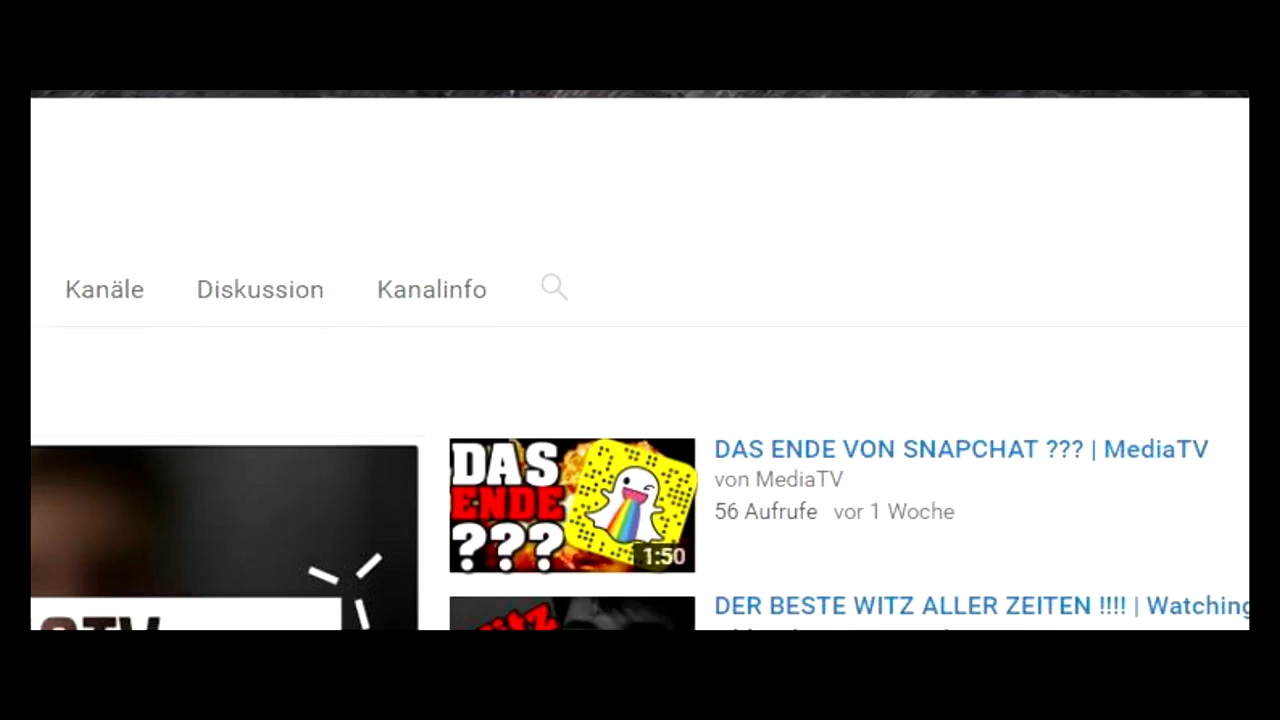 Kanäle Diskussion Kanalinfo
DAS
ENDE
???
1:50
DAS ENDE VON SNAPCHAT ??? | MediaTV
von MediaTV
56 Aufrufe vor 1 Woche
DER BESTE WITZ ALLER ZEITEN !!!! | Watching
TV